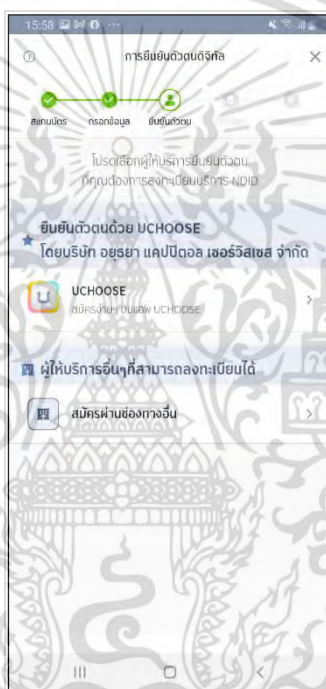 15:58
การยืนยันตัวตนดิจิทัล
สแกนบัตร กรอกข้อมูล ยืนยันตัวตน
โปรดเลือกผู้ให้บริการยืนยันตัวตน
ที่คุณต้องการลงทะเบียนบริการ NDID
ยืนยันตัวตนด้วย UCHOOSE
โดยบริษัท อยุธยา แคปปิตอล เซอร์วิสเซส จำกัด
UCHOOSE
สมัครง่ายๆ บนแอพ UCHOOSE
ผู้ให้บริการอื่นๆที่สามารถลงทะเบียนได้
สมัครผ่านช่องทางอื่น